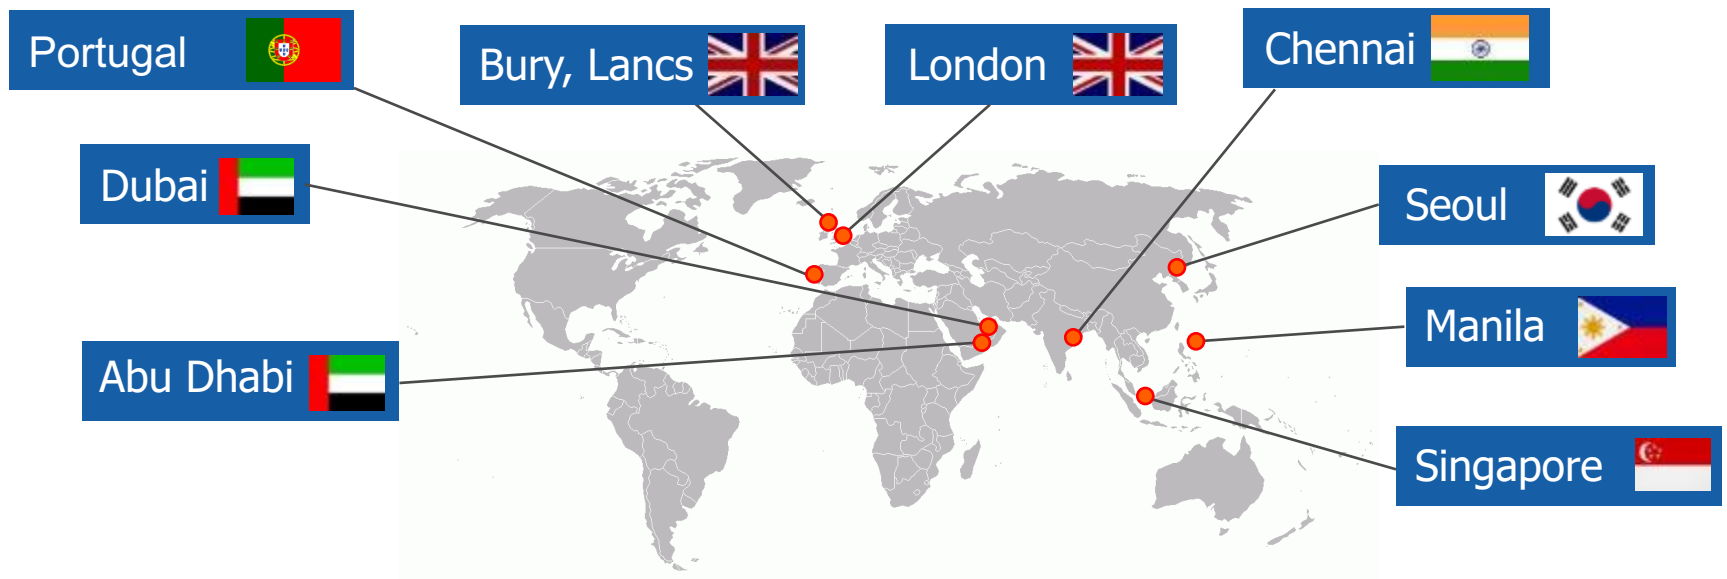 Portugal
Bury, Lancs
London
Chennai
Dubai
Seoul
Manila
Abu Dhabi
Singapore